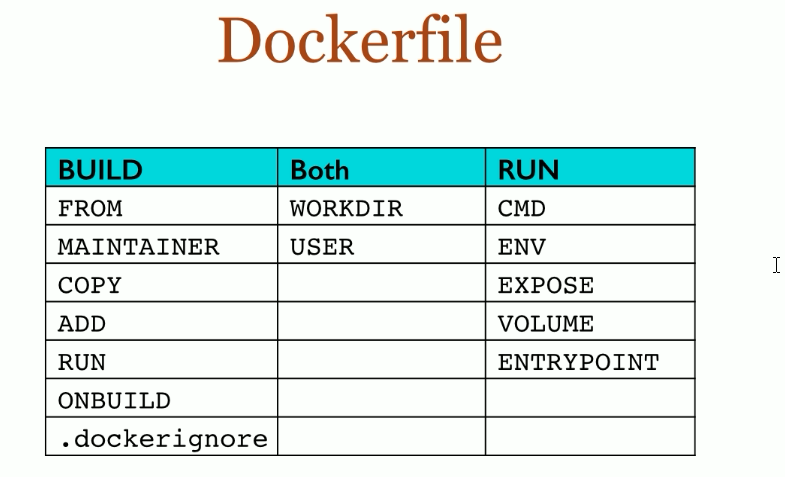 Dockerfile
BUILD Both RUN
FROM WORKDIR CMD
MAINTAINER USER ENV
COPY EXPOSE
ADD VOLUME
RUN ENTRYPOINT
ONBUILD
.dockerignore